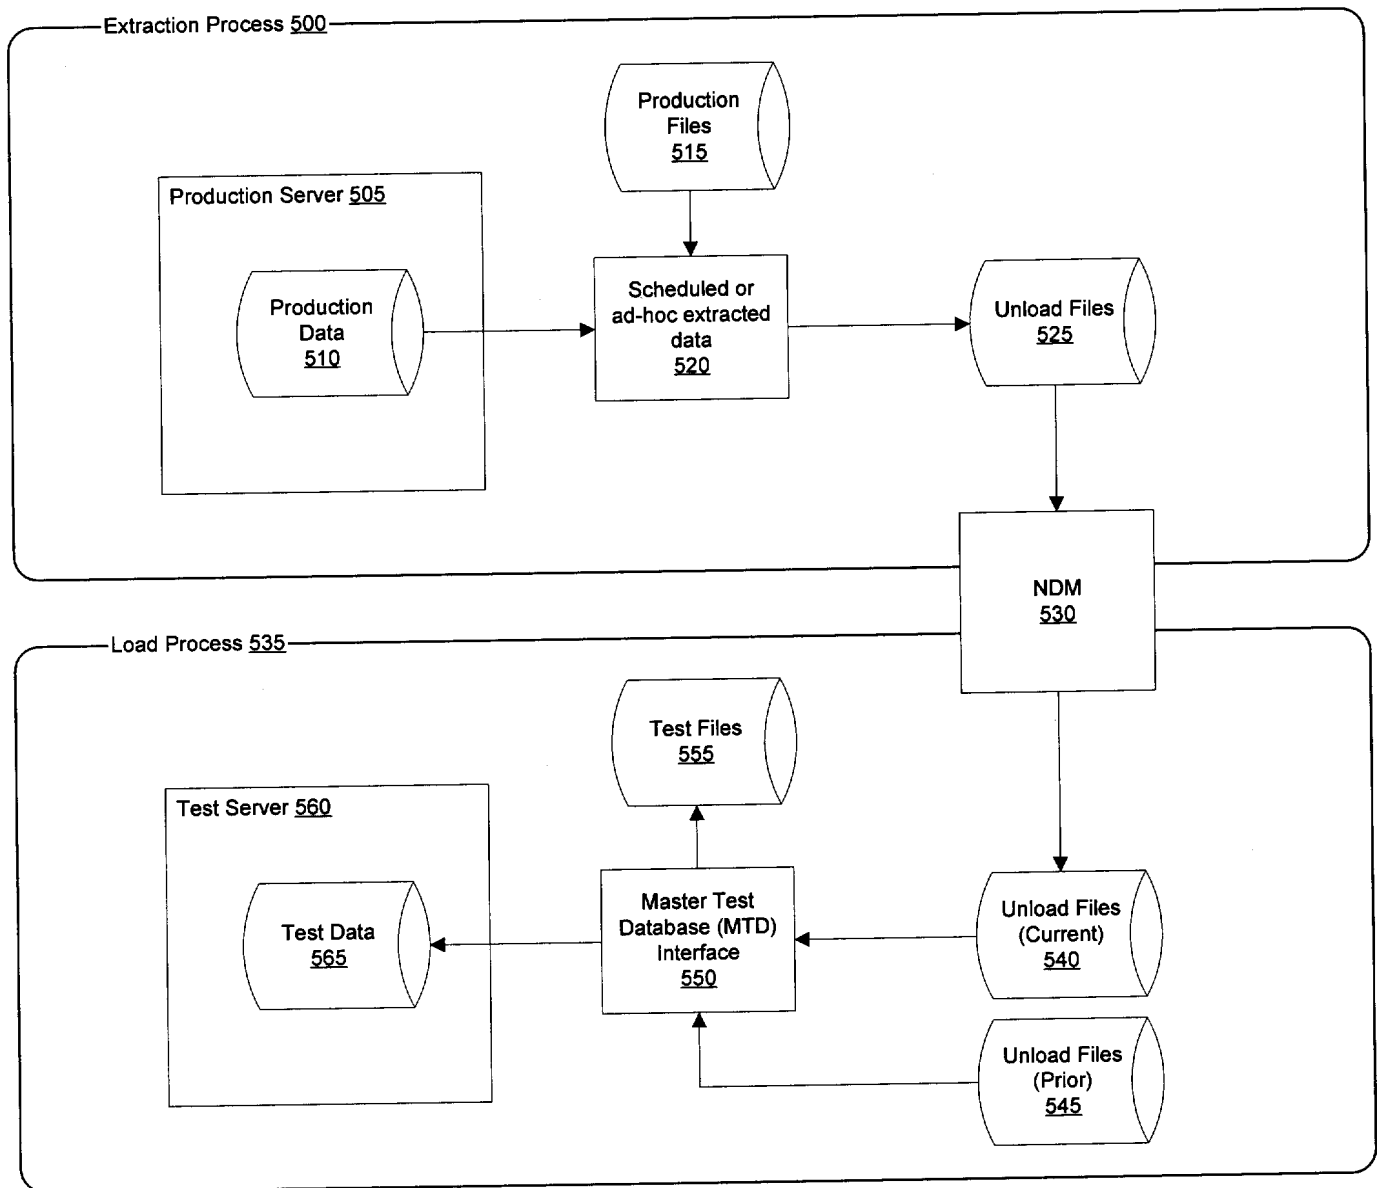 Extraction Process 500
Production
Files
515
Production Server 505
Production
Data
510
Scheduled or
ad-hoc extracted
data
520
Unload Files
525
NDM
530
Load Process 535
Test Files
555
Test Server 560
Test Data
565
Master Test
Database (MTD)
Interface
550
Unload Files
(Current)
540
Unload Files
(Prior)
545